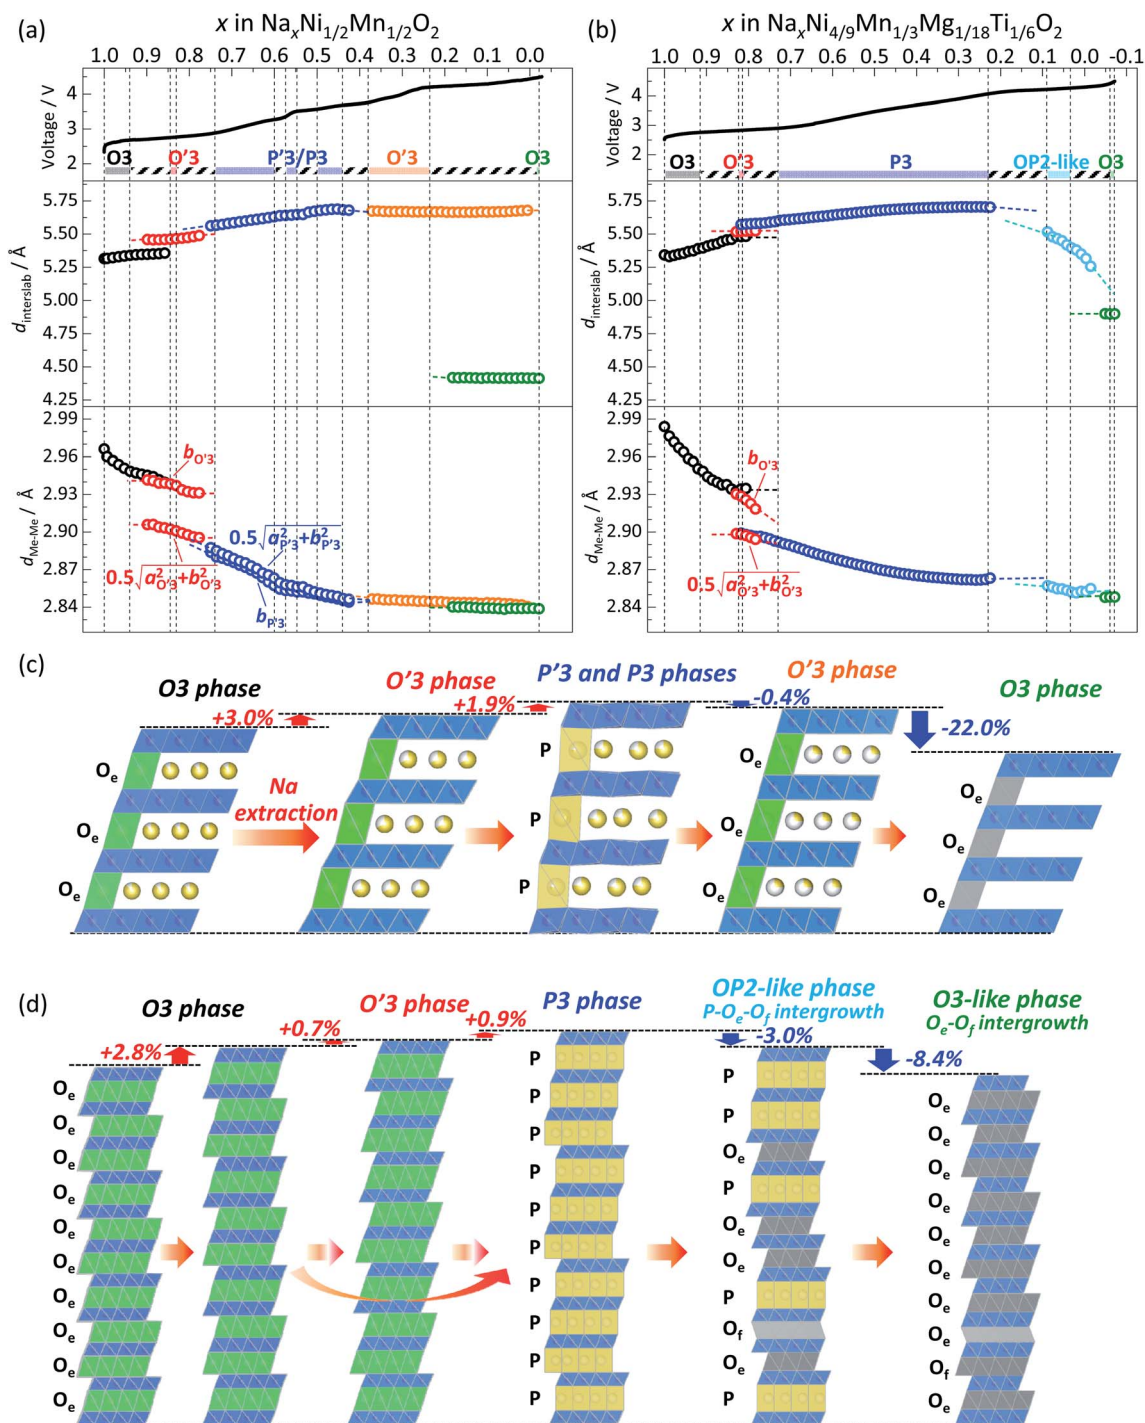 (a)
x in NaxNi1/2Mn1/2O2
1.0 0.9 0.8 0.7 0.6 0.5 0.4 0.3 0.2 0.1 0.0
Voltage / V
4
3
2
O3 O'3 P'3/P3 O'3 O3
dinterslab / Å
5.75
5.50
5.25
5.00
4.75
4.50
4.25
dMe-Me / Å
2.99
2.96
2.93
2.90
2.87
2.84
bO'3
0.5√a²O'3+b²O'3
0.5√a²P'3+b²P'3
bP'3
(b)
x in NaxNi4/9Mn1/3Mg1/18Ti1/6O2
1.0 0.9 0.8 0.7 0.6 0.5 0.4 0.3 0.2 0.1 0.0 -0.1
Voltage / V
4
3
2
O3 O'3 P3 OP2-like O3
dinterslab / Å
5.75
5.50
5.25
5.00
4.75
4.50
4.25
dMe-Me / Å
2.99
2.96
2.93
2.90
2.87
2.84
bO'3
0.5√a²O'3+b²O'3
(c)
O3 phase
O'3 phase
P'3 and P3 phases
O'3 phase
O3 phase
+3.0%
+1.9%
-0.4%
-22.0%
Na
extraction
Oe
Oe
Oe
P
P
P
Oe
Oe
Oe
Oe
Oe
Oe
(d)
O3 phase
O'3 phase
P3 phase
OP2-like phase
P-Oe-Of intergrowth
O3-like phase
Oe-Of intergrowth
+2.8%
+0.7%
+0.9%
-3.0%
-8.4%
Oe
Oe
Oe
Oe
Oe
Oe
Oe
Oe
Oe
Oe
P
P
P
P
P
P
P
P
P
P
P
P
Oe
P
Oe
Oe
P
Of
Oe
P
Oe
Oe
Oe
Oe
Oe
Oe
Oe
Oe
Of
Oe